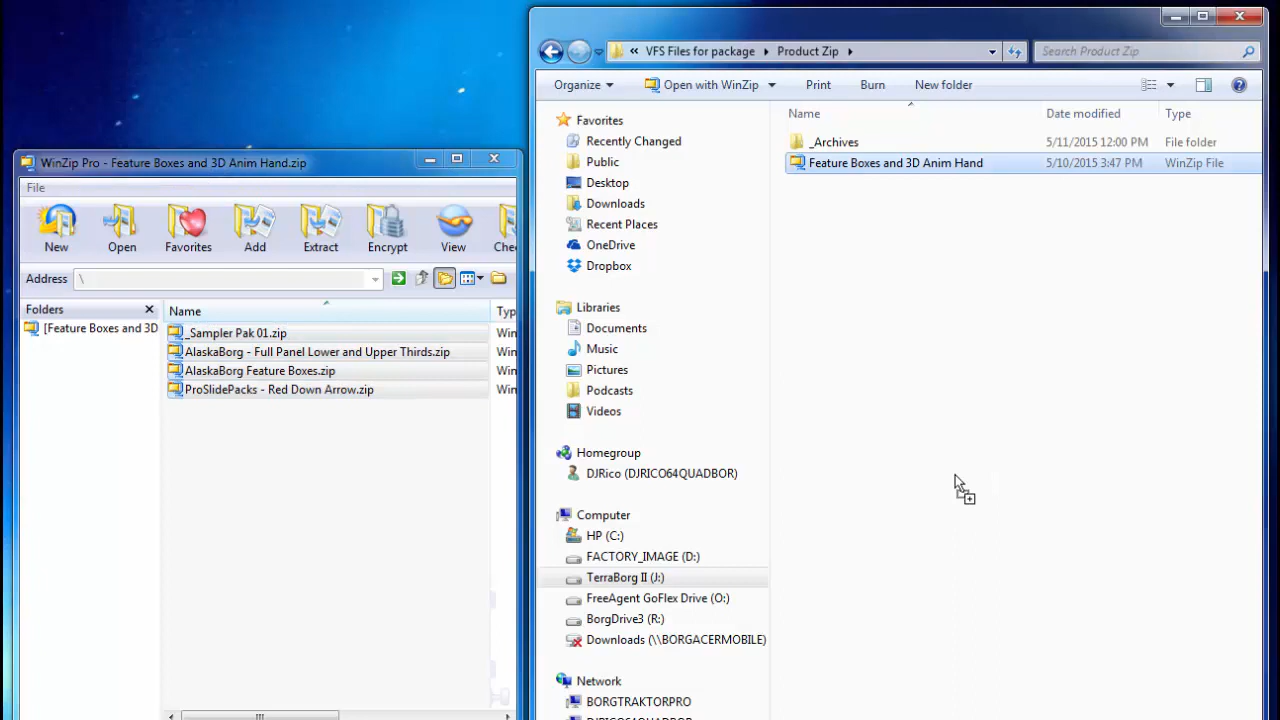 WinZip Pro - Feature Boxes and 3D Anim Hand.zip
File
New
Open
Favorites
Add
Extract
Encrypt
View
Address
\
Folders
[Feature Boxes and 3D
Name
_Sampler Pak 01.zip
AlaskaBorg - Full Panel Lower and Upper Thirds.zip
AlaskaBorg Feature Boxes.zip
ProSlidePacks - Red Down Arrow.zip
VFS Files for package
Product Zip
Search Product Zip
Organize
Open with WinZip
Print
Burn
New folder
Favorites
Recently Changed
Public
Desktop
Downloads
Recent Places
OneDrive
Dropbox
Libraries
Documents
Music
Pictures
Podcasts
Videos
Homegroup
DJRico (DJRICO64QUADBOR)
Computer
HP (C:)
FACTORY_IMAGE (D:)
TerraBorg II (J:)
FreeAgent GoFlex Drive (O:)
BorgDrive3 (R:)
Downloads (\\BORGACERMOBILE)
Network
BORGTRAKTORPRO
Name Date modified Type
_Archives 5/11/2015 12:00 PM File folder
Feature Boxes and 3D Anim Hand 5/10/2015 3:47 PM WinZip File